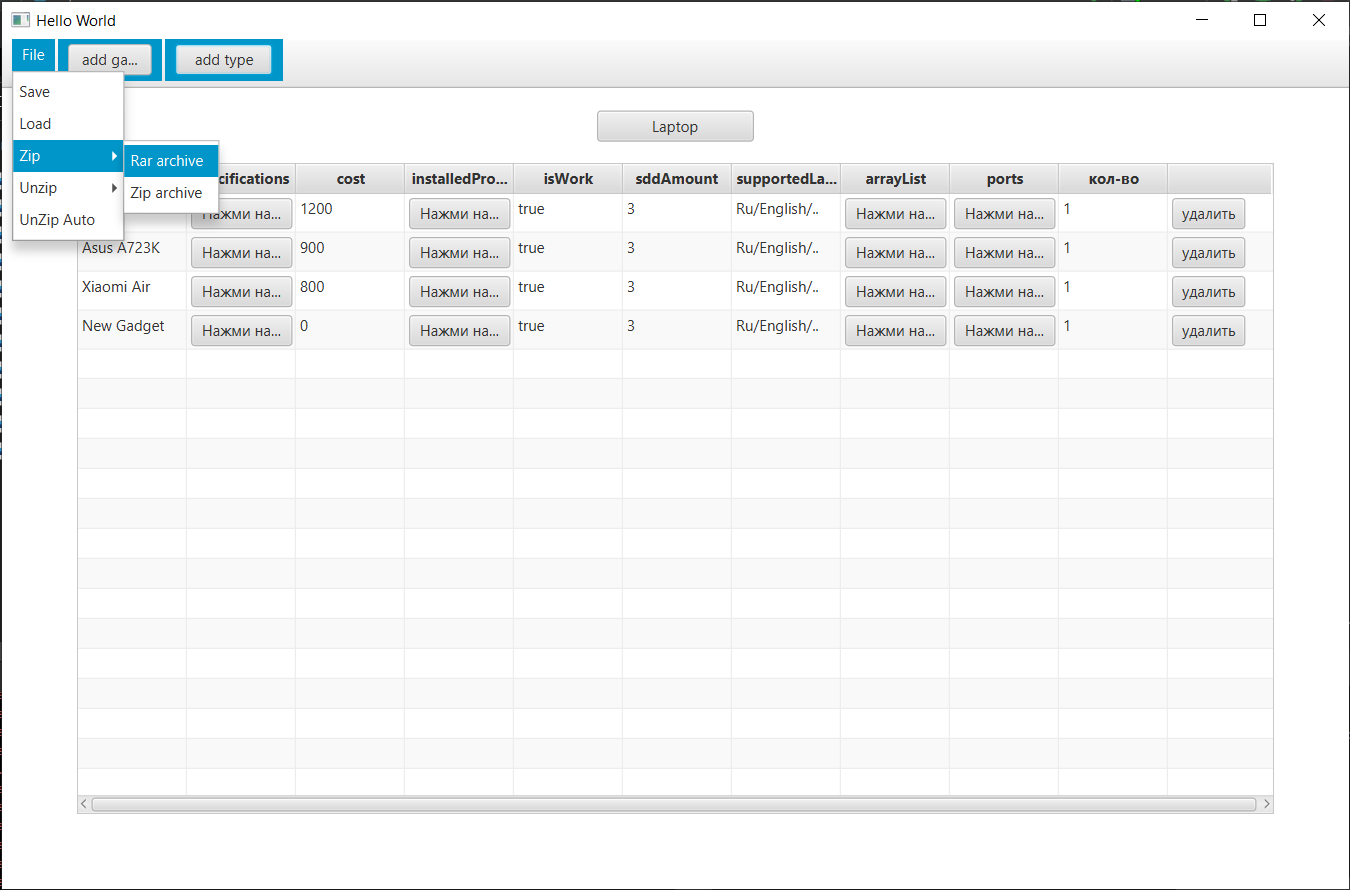 Hello World
File add ga... add type
Save
Load
Zip
Unzip
UnZip Auto
Rar archive
Zip archive
Laptop
cifications cost installedPro... isWork sddAmount supportedLa... arrayList ports кол-во
Нажми на... 1200 Нажми на... true 3 Ru/English/.. Нажми на... Нажми на... 1 удалить
Asus A723K Нажми на... 900 Нажми на... true 3 Ru/English/.. Нажми на... Нажми на... 1 удалить
Xiaomi Air Нажми на... 800 Нажми на... true 3 Ru/English/.. Нажми на... Нажми на... 1 удалить
New Gadget Нажми на... 0 Нажми на... true 3 Ru/English/.. Нажми на... Нажми на... 1 удалить